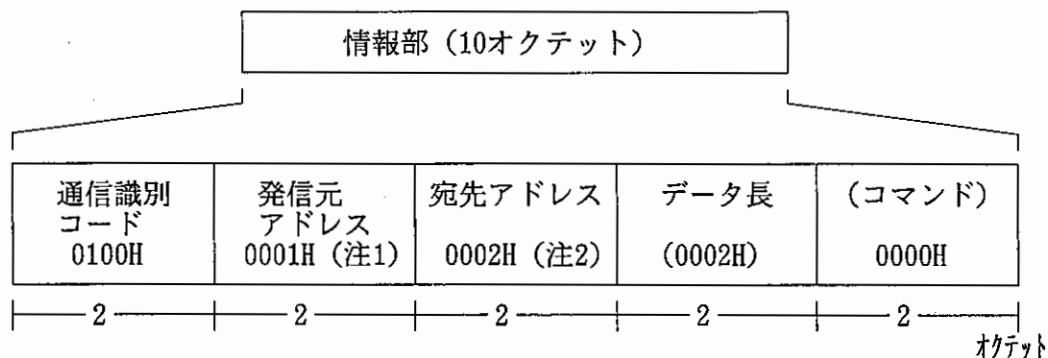 情報部（10オクテット）
通信識別
コード
0100H
発信元
アドレス
0001H（注1）
宛先アドレス
0002H（注2）
データ長
(0002H)
（コマンド）
0000H
2 2 2 2 2
オクテット